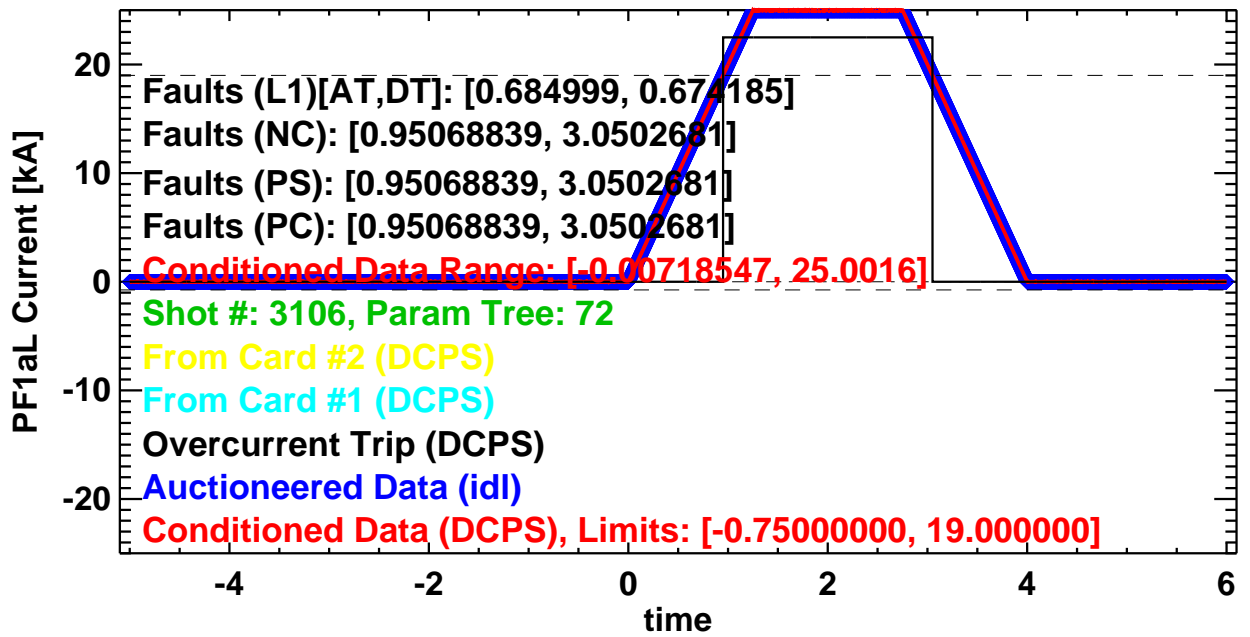 20
10
0
-10
-20
PF1aL Current [kA]
Faults (L1)[AT,DT]: [0.684999, 0.674185]
Faults (NC): [0.95068839, 3.0502681]
Faults (PS): [0.95068839, 3.0502681]
Faults (PC): [0.95068839, 3.0502681]
Conditioned Data Range: [-0.00718547, 25.0016]
Shot #: 3106, Param Tree: 72
From Card #2 (DCPS)
From Card #1 (DCPS)
Overcurrent Trip (DCPS)
Auctioneered Data (idl)
Conditioned Data (DCPS), Limits: [-0.75000000, 19.000000]
-4 -2 0 2 4 6
time